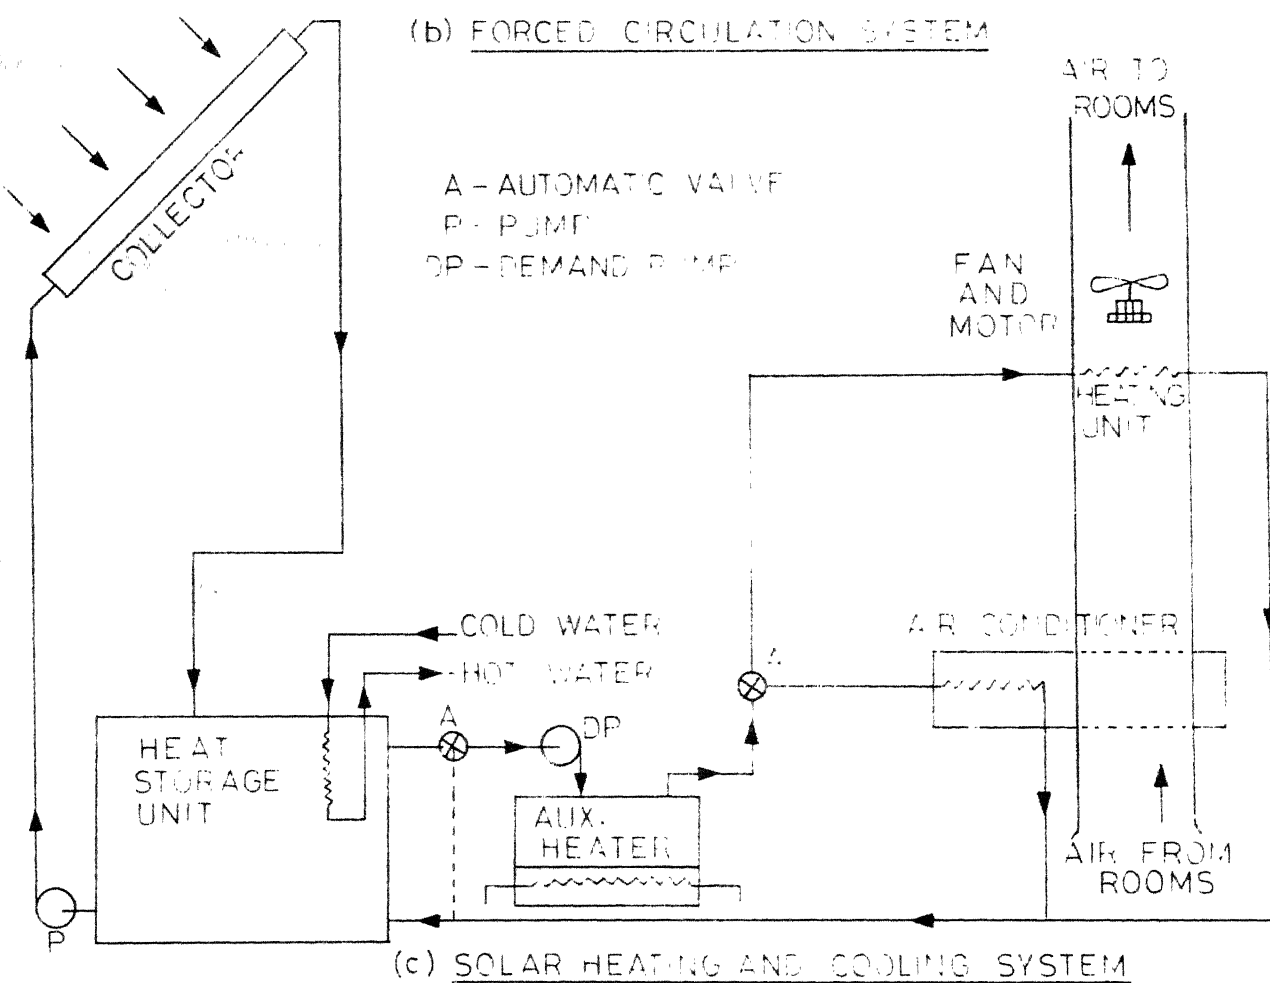 (b) FORCED CIRCULATION SYSTEM
AIR TO
ROOMS
COLLECTOR
A - AUTOMATIC VALVE
P - PUMP
DP - DEMAND PUMP
FAN
AND
MOTOR
HEATING
UNIT
COLD WATER
HOT WATER
AIR CONDITIONER
A
A
DP
HEAT
STORAGE
UNIT
AUX.
HEATER
AIR FROM
ROOMS
P
(c) SOLAR HEATING AND COOLING SYSTEM